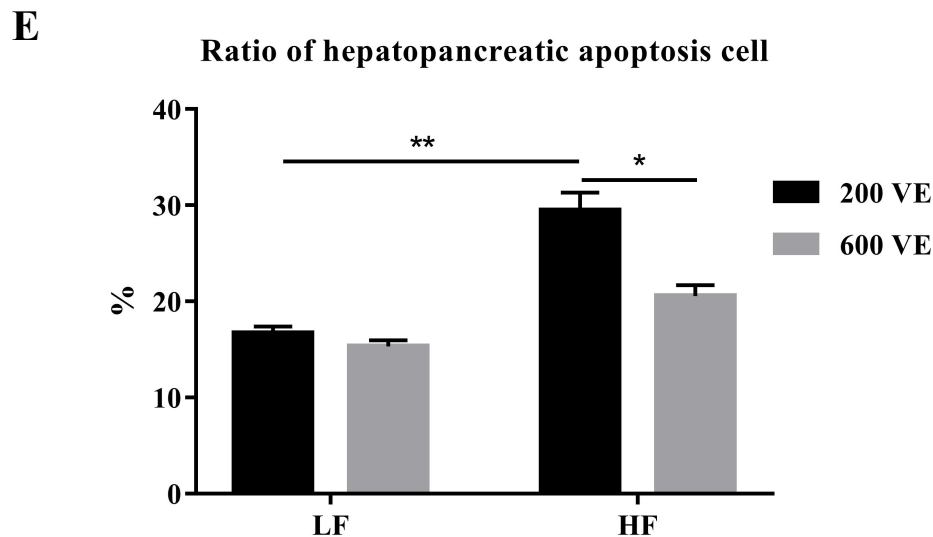 E
Ratio of hepatopancreatic apoptosis cell
40
**
*
30
200 VE
600 VE
%
20
10
0
LF HF